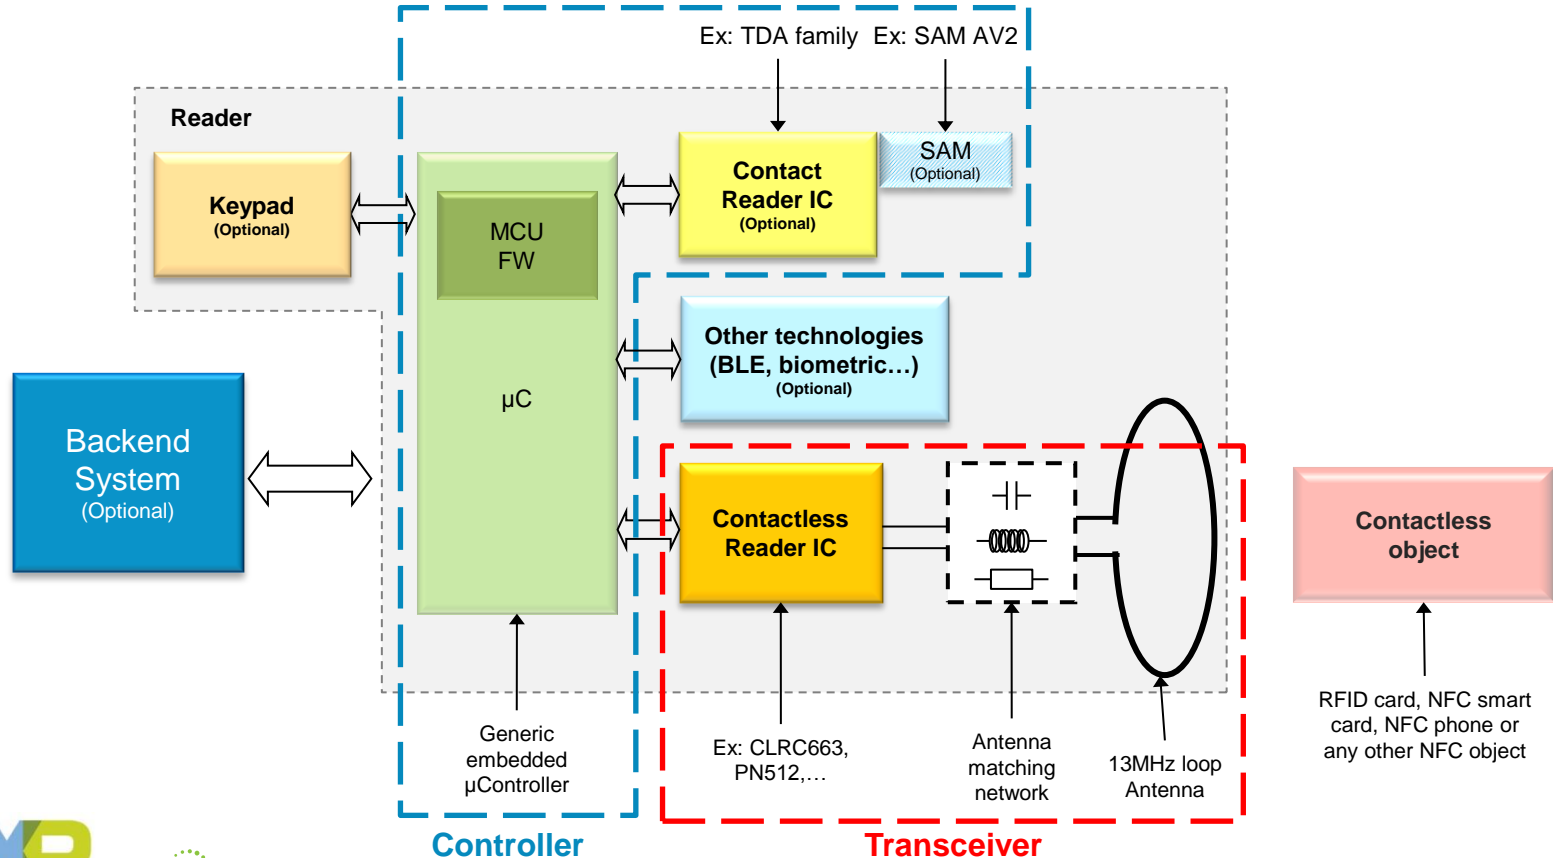 Ex: TDA family
Ex: SAM AV2
Reader
Keypad
(Optional)
MCU
FW
µC
Contact
Reader IC
(Optional)
SAM
(Optional)
Other technologies
(BLE, biometric…)
(Optional)
Backend
System
(Optional)
Contactless
Reader IC
Contactless
object
Generic
embedded
µController
Ex: CLRC663,
PN512,…
Antenna
matching
network
13MHz loop
Antenna
RFID card, NFC smart
card, NFC phone or
any other NFC object
Controller
Transceiver